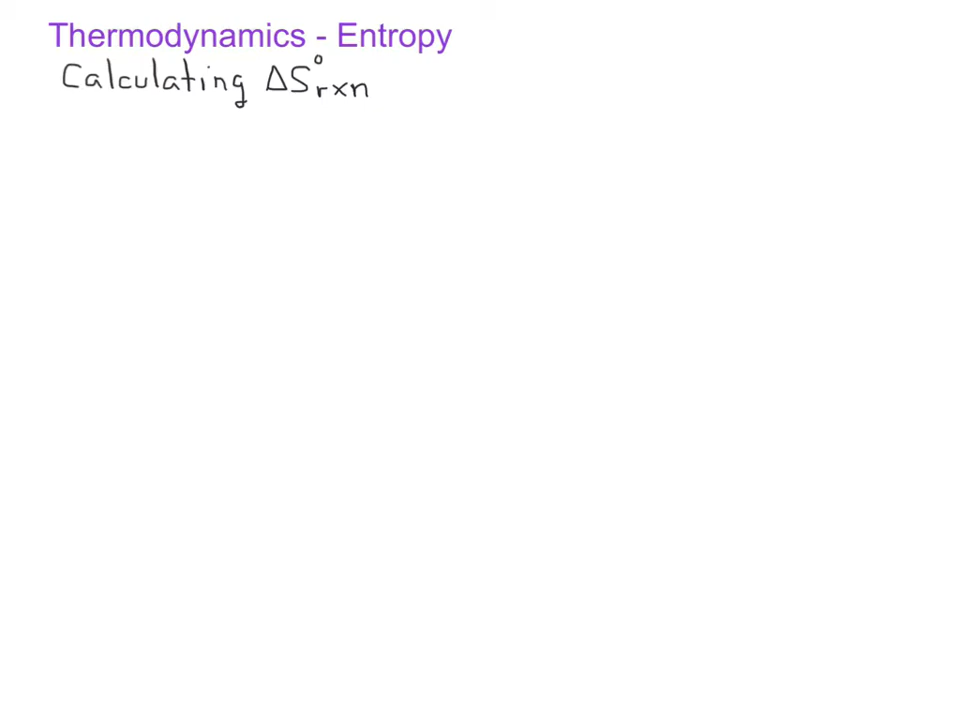 Thermodynamics - Entropy
Calculating ΔS°rxn